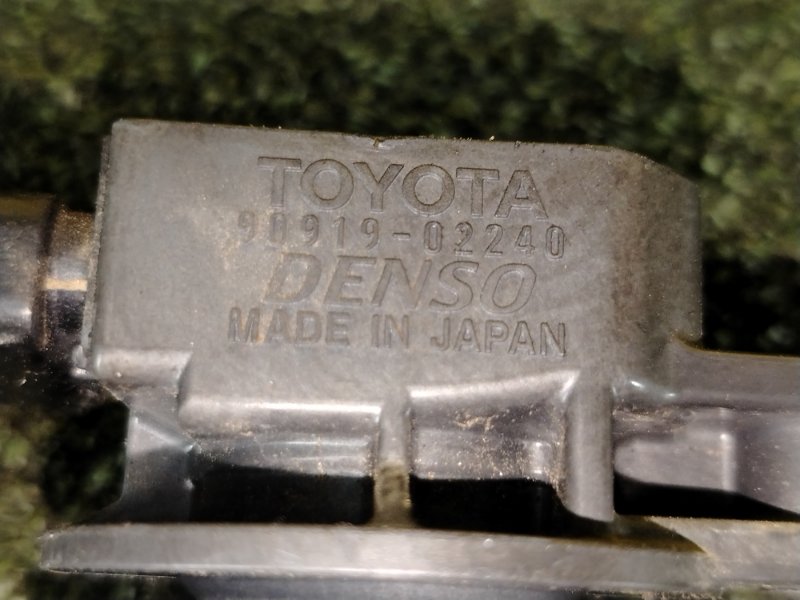 TOYOTA
90919-02240
DENSO
MADE IN JAPAN